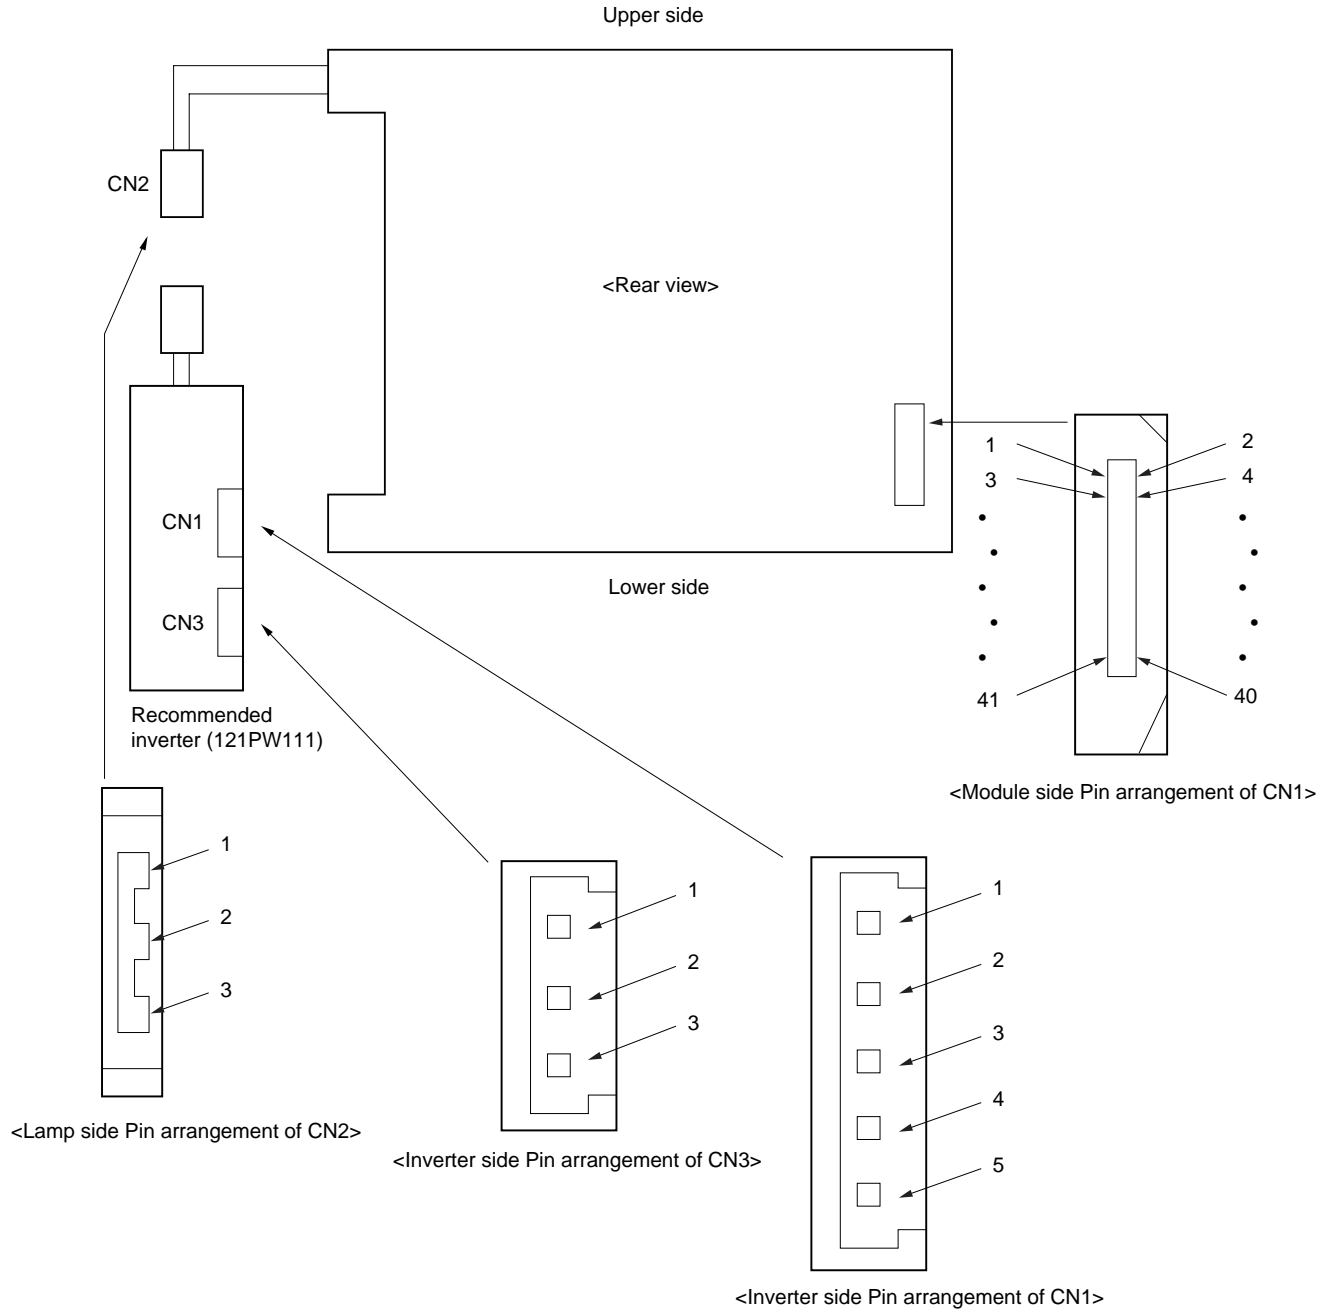 Upper side
CN2
<Rear view>
1
2
3
4
CN1
Lower side
CN3
41
40
Recommended
inverter (121PW111)
<Module side Pin arrangement of CN1>
1
2
3
<Lamp side Pin arrangement of CN2>
1
2
3
<Inverter side Pin arrangement of CN3>
1
2
3
4
5
<Inverter side Pin arrangement of CN1>